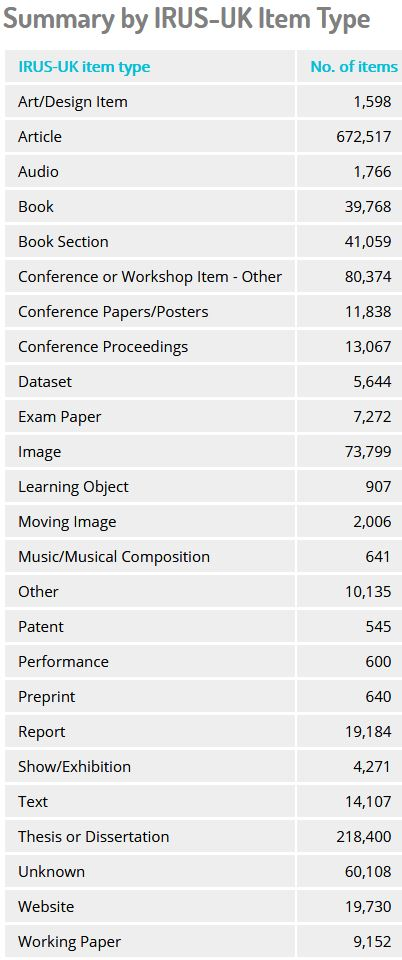 Summary by IRUS-UK Item Type
IRUS-UK item type No. of items
Art/Design Item 1,598
Article 672,517
Audio 1,766
Book 39,768
Book Section 41,059
Conference or Workshop Item - Other 80,374
Conference Papers/Posters 11,838
Conference Proceedings 13,067
Dataset 5,644
Exam Paper 7,272
Image 73,799
Learning Object 907
Moving Image 2,006
Music/Musical Composition 641
Other 10,135
Patent 545
Performance 600
Preprint 640
Report 19,184
Show/Exhibition 4,271
Text 14,107
Thesis or Dissertation 218,400
Unknown 60,108
Website 19,730
Working Paper 9,152